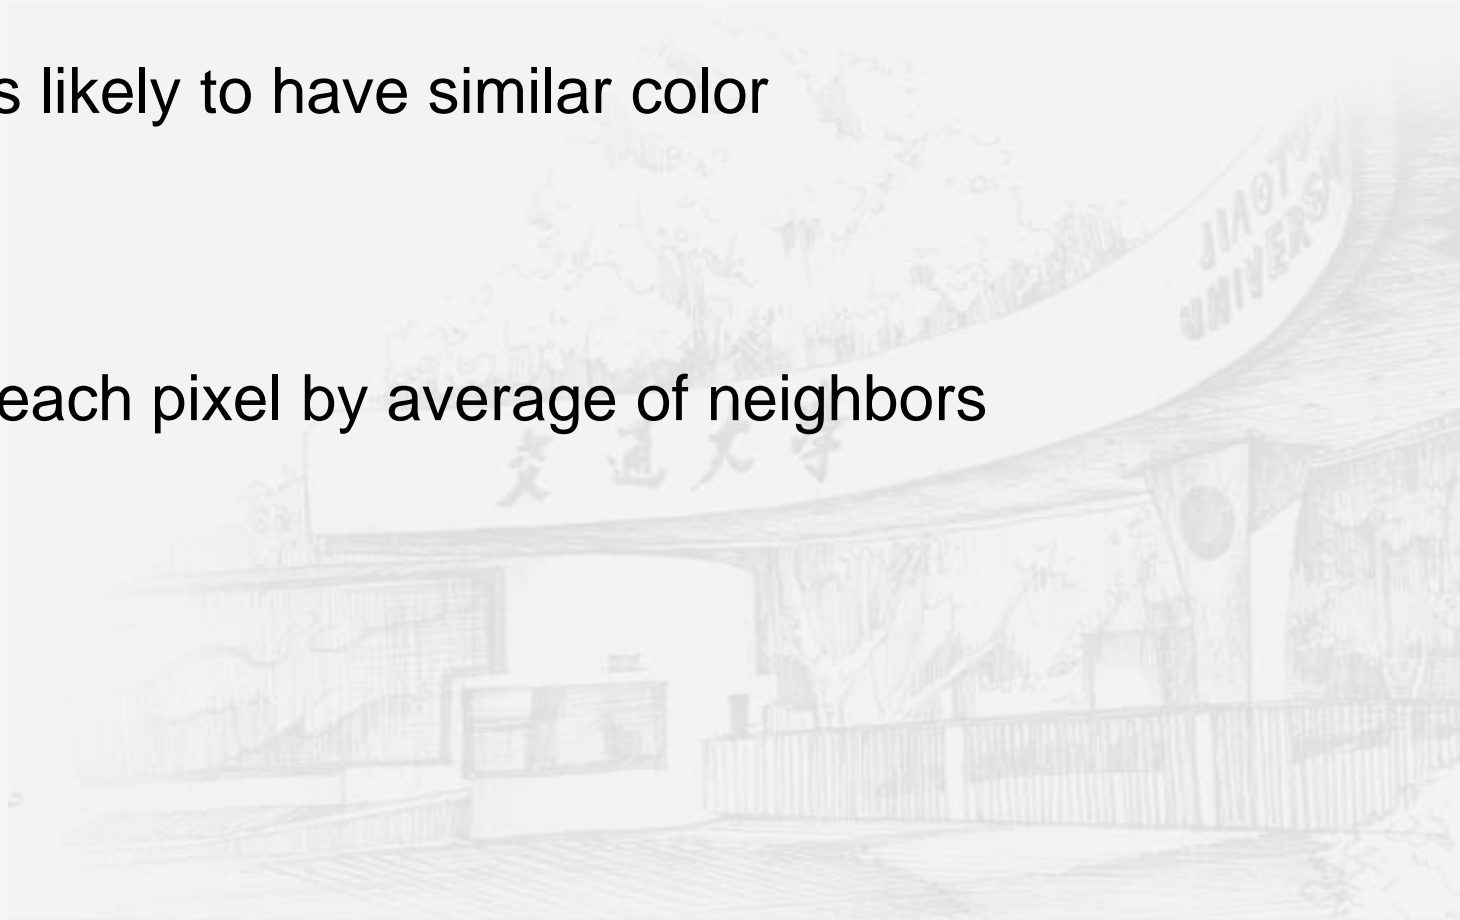 s likely to have similar color
JIAOT
UNIVERS
each pixel by average of neighbors
交通大学